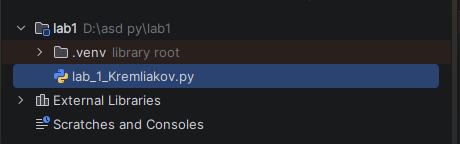 lab1 D:\asd py\lab1
.venv library root
lab_1_Kremliakov.py
External Libraries
Scratches and Consoles